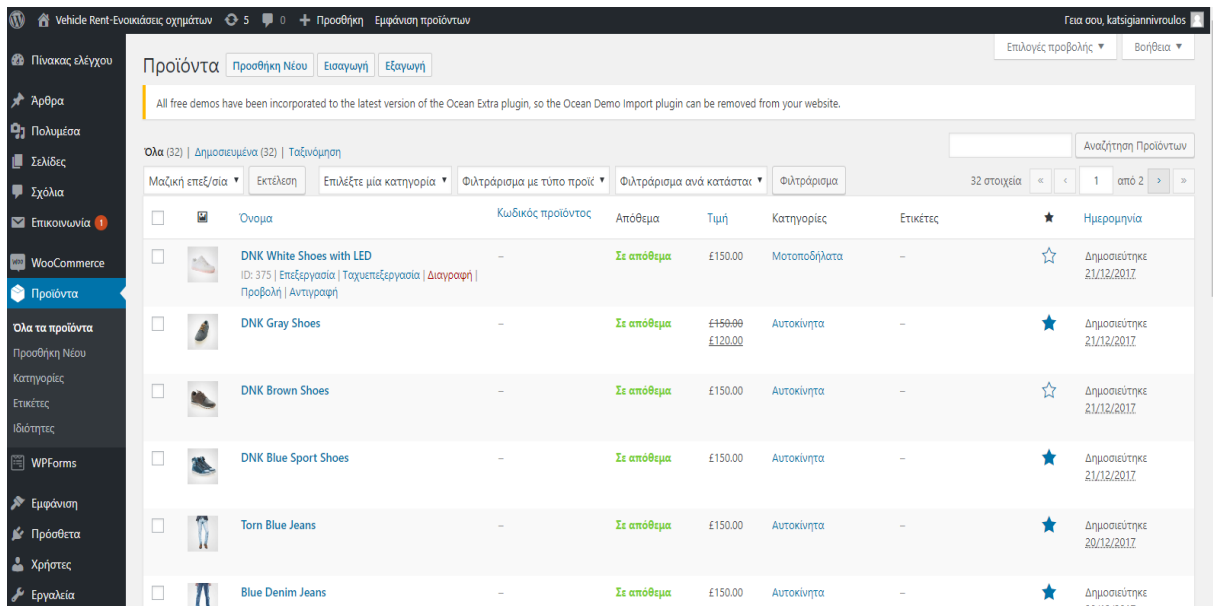 Vehicle Rent-Ενοικιάσεις οχημάτων 5 0 + Προσθήκη Εμφάνιση προϊόντων Γεια σου, katsigiannivroulos
Επιλογές προβολής ▼ Βοήθεια ▼
Πίνακας ελέγχου
Άρθρα
Πολυμέσα
Σελίδες
Σχόλια
Επικοινωνία 1
WooCommerce
Προϊόντα
Όλα τα προϊόντα
Προσθήκη Νέου
Κατηγορίες
Ετικέτες
Ιδιότητες
WPForms
Εμφάνιση
Πρόσθετα
Χρήστες
Εργαλεία
Προϊόντα Προσθήκη Νέου Εισαγωγή Εξαγωγή
All free demos have been incorporated to the latest version of the Ocean Extra plugin, so the Ocean Demo Import plugin can be removed from your website.
Όλα (32) | Δημοσιευμένα (32) | Ταξινόμηση
Αναζήτηση Προϊόντων
Μαζική επεξ/σία ▼ Εκτέλεση Επιλέξτε μία κατηγορία ▼ Φιλτράρισμα με τύπο προϊό ▼ Φιλτράρισμα ανά κατάστας ▼ Φιλτράρισμα 32 στοιχεία « ‹ 1 από 2 › »
Όνομα Κωδικός προϊόντος Απόθεμα Τιμή Κατηγορίες Ετικέτες ★ Ημερομηνία
DNK White Shoes with LED – Σε απόθεμα £150.00 Μοτοποδήλατα – Δημοσιεύτηκε
ID: 375 | Επεξεργασία | Ταχυεπεξεργασία | Διαγραφή | 21/12/2017
Προβολή | Αντιγραφή
DNK Gray Shoes – Σε απόθεμα £150.00 Αυτοκίνητα – Δημοσιεύτηκε
£120.00 21/12/2017
DNK Brown Shoes – Σε απόθεμα £150.00 Αυτοκίνητα – Δημοσιεύτηκε
21/12/2017
DNK Blue Sport Shoes – Σε απόθεμα £150.00 Αυτοκίνητα – Δημοσιεύτηκε
21/12/2017
Torn Blue Jeans – Σε απόθεμα £150.00 Αυτοκίνητα – Δημοσιεύτηκε
20/12/2017
Blue Denim Jeans – Σε απόθεμα £150.00 Αυτοκίνητα – Δημοσιεύτηκε